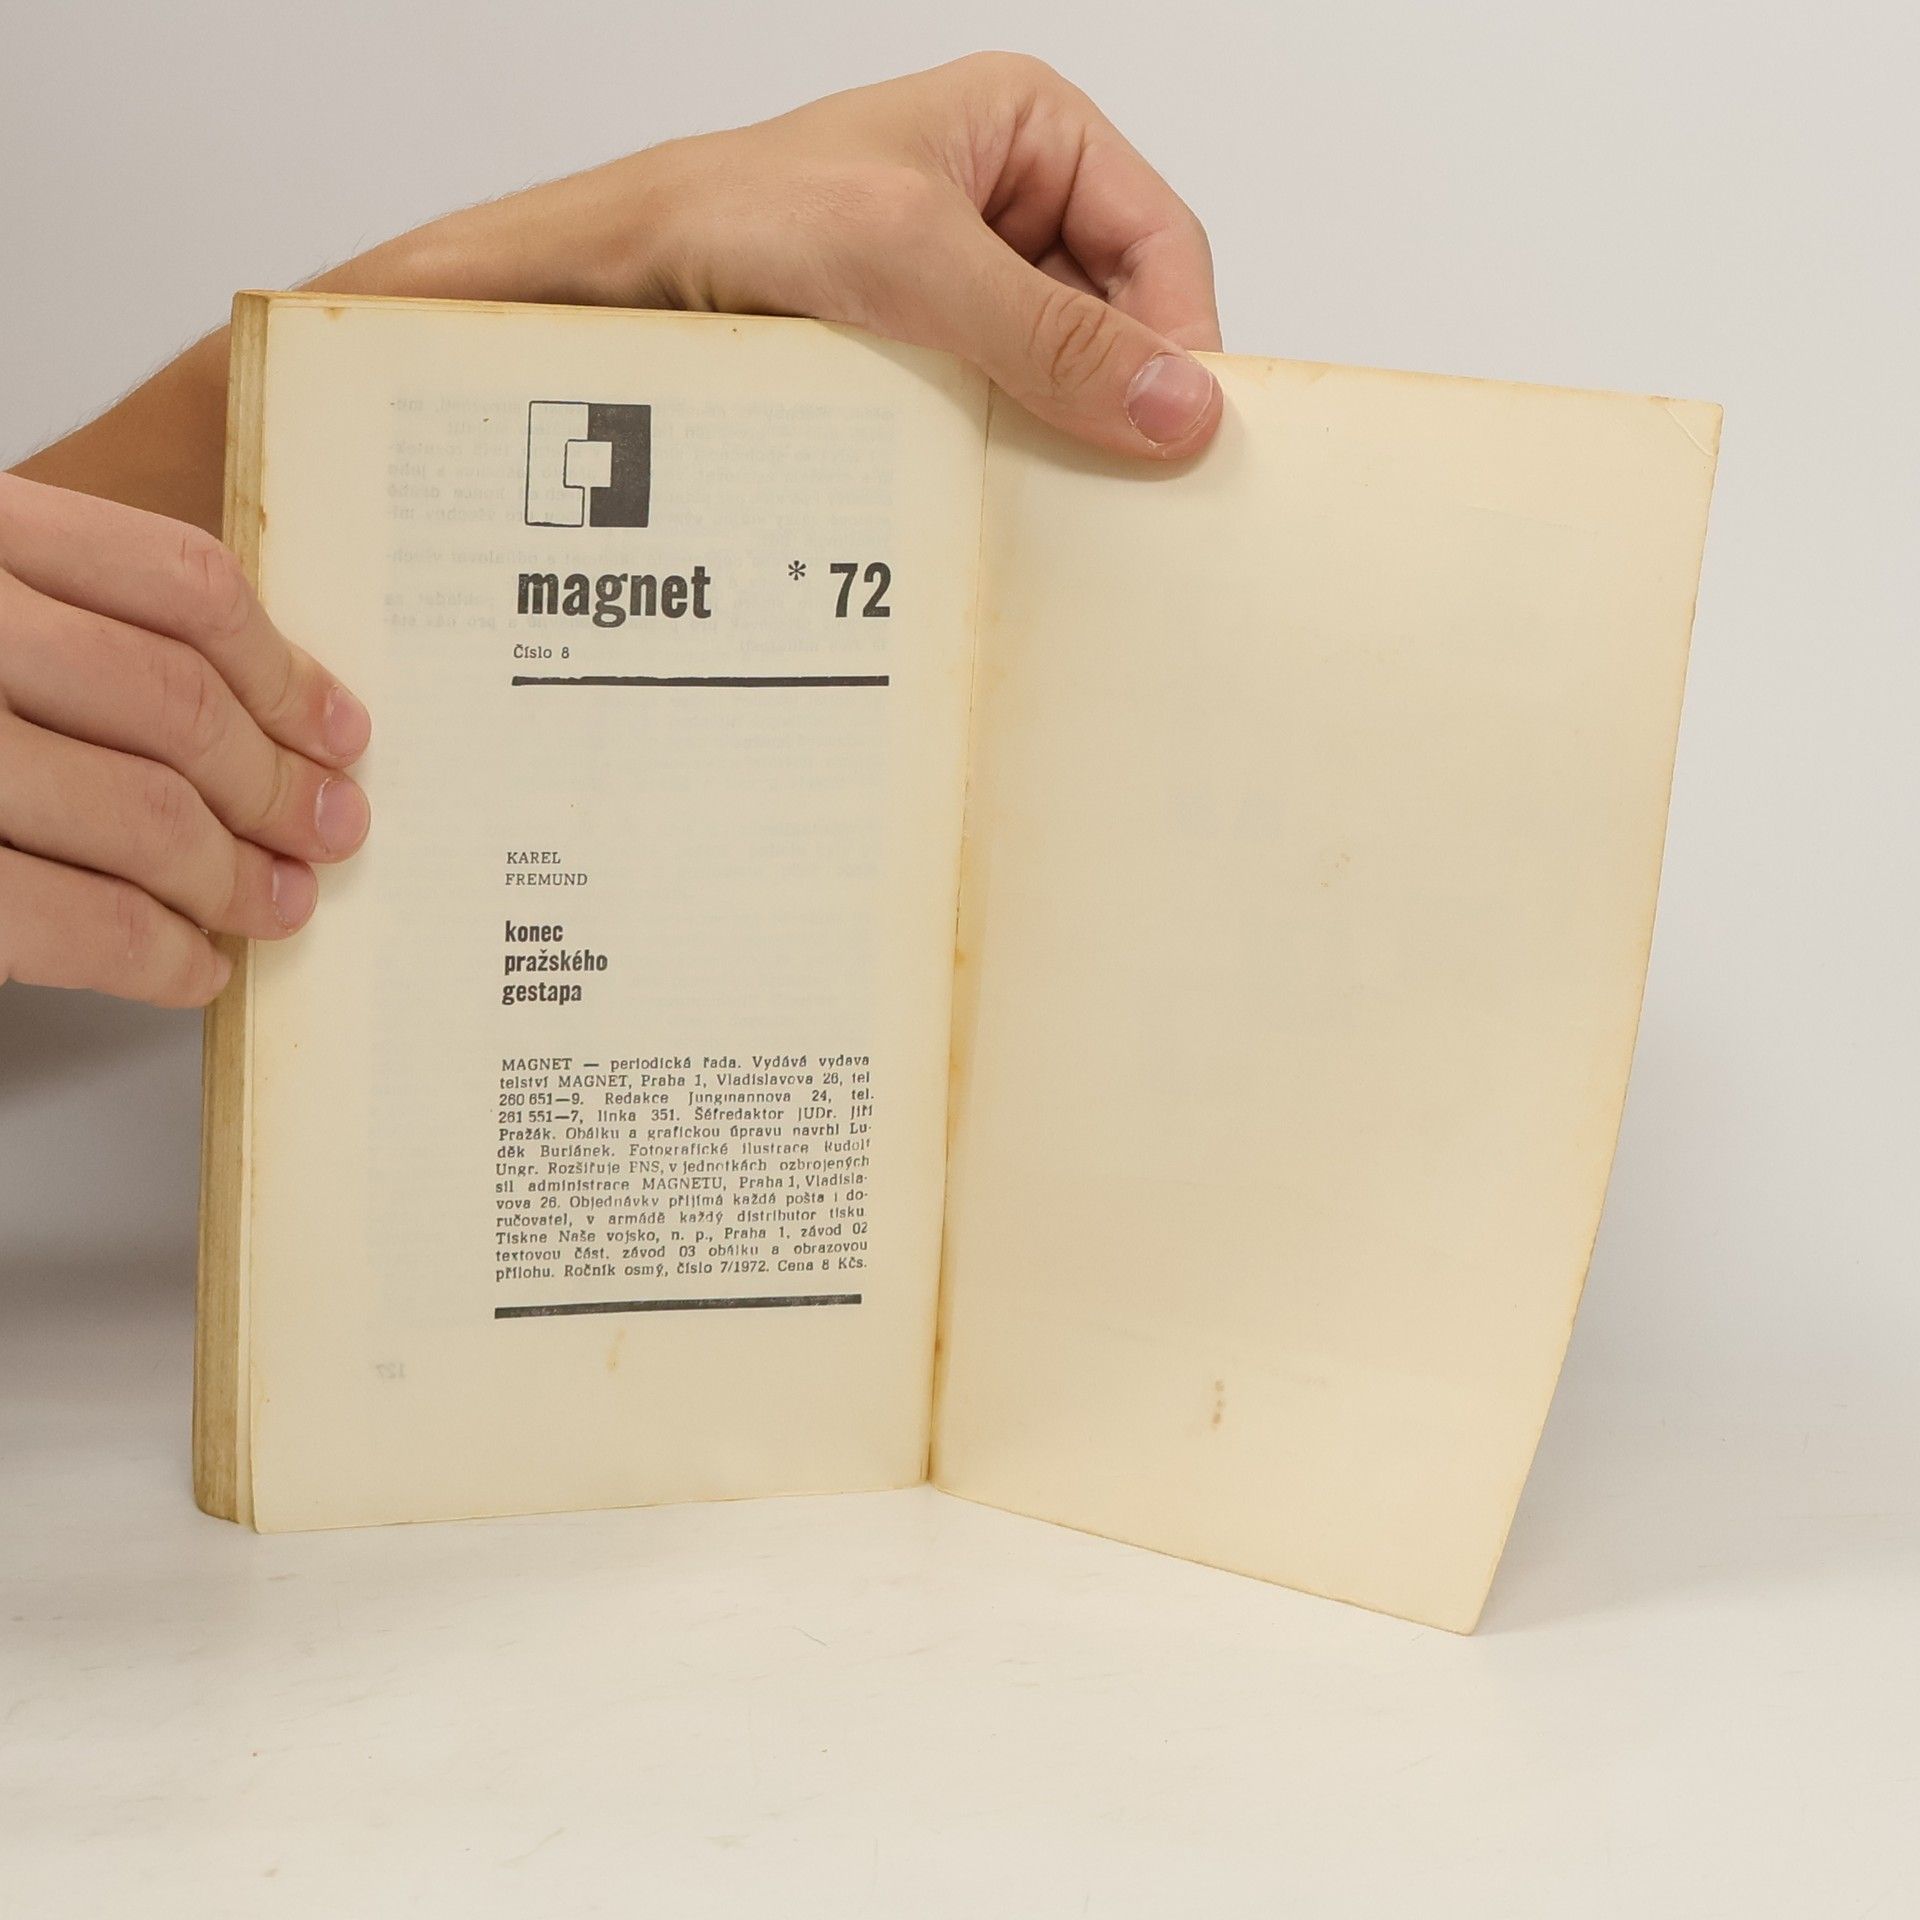 magnet * 72
Číslo 8
KAREL
FREMUND
konec
pražského
gestapa
MAGNET — periodická řada. Vydává vydava
telství MAGNET, Praha 1, Vladislavova 26, tel
260 651—9. Redakce Jungmannova 24, tel.
261 551—7, linka 351. Šéfredaktor JUDr. Jiří
Pražák. Obálku a grafickou úpravu navrhl Lu-
děk Burlánek. Fotografické ilustrace Rudolf
Ungr. Rozšiřuje PNS, v jednotkách ozbrojených
sil administrace MAGNETU, Praha 1, Vladisla-
vova 26. Objednávky přijímá každá pošta i do-
ručovatel, v armádě každý distributor tisku.
Tiskne Naše vojsko, n. p., Praha 1, závod 02
textovou část, závod 03 obálku a obrazovou
přílohu. Ročník osmý, číslo 7/1972. Cena 8 Kčs.